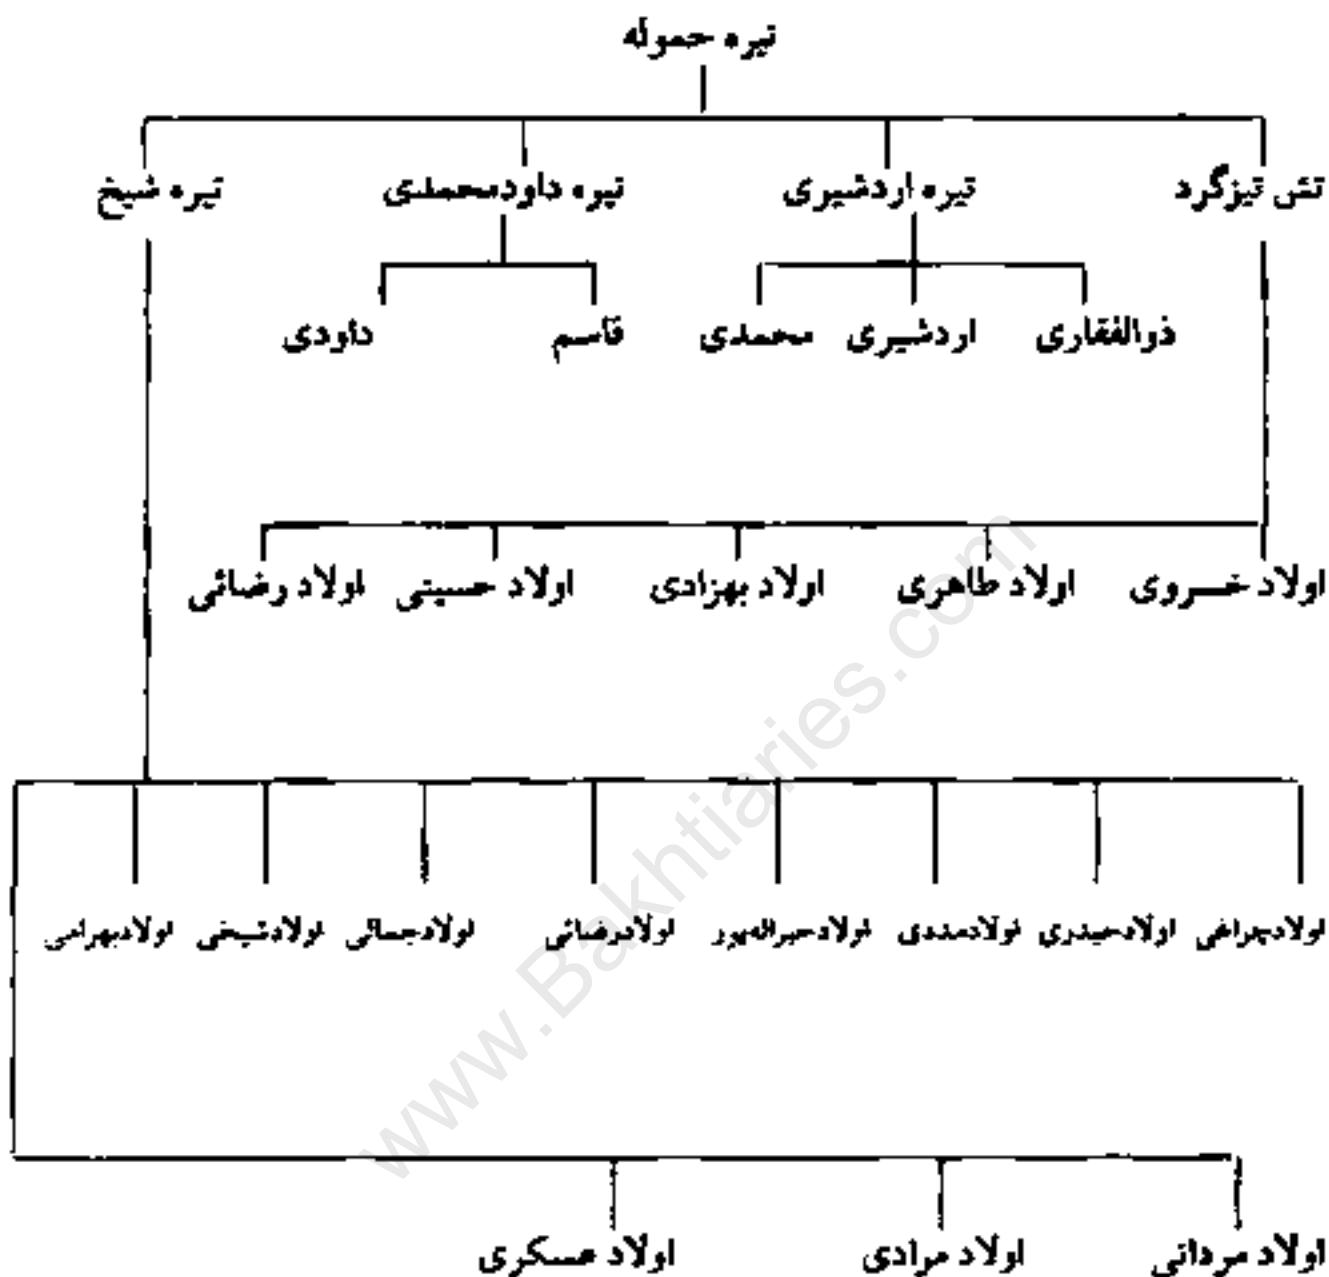 تیره حموله
تش تیزگرد تیره اردشیری تیره داودمحمدی تیره شیخ
ذوالفقاری اردشیری محمدی قاسم داودی
اولاد خسروی اولاد طاهری اولاد بهزادی اولاد حسینی اولاد رضائی
اولادچراغی اولادحیدری اولادمددی اولادرضائی اولادجمالی اولادشیخی اولادبهرامی
اولاد مردانی اولاد مرادی اولاد عسکری
www.Bakhtiaries.com